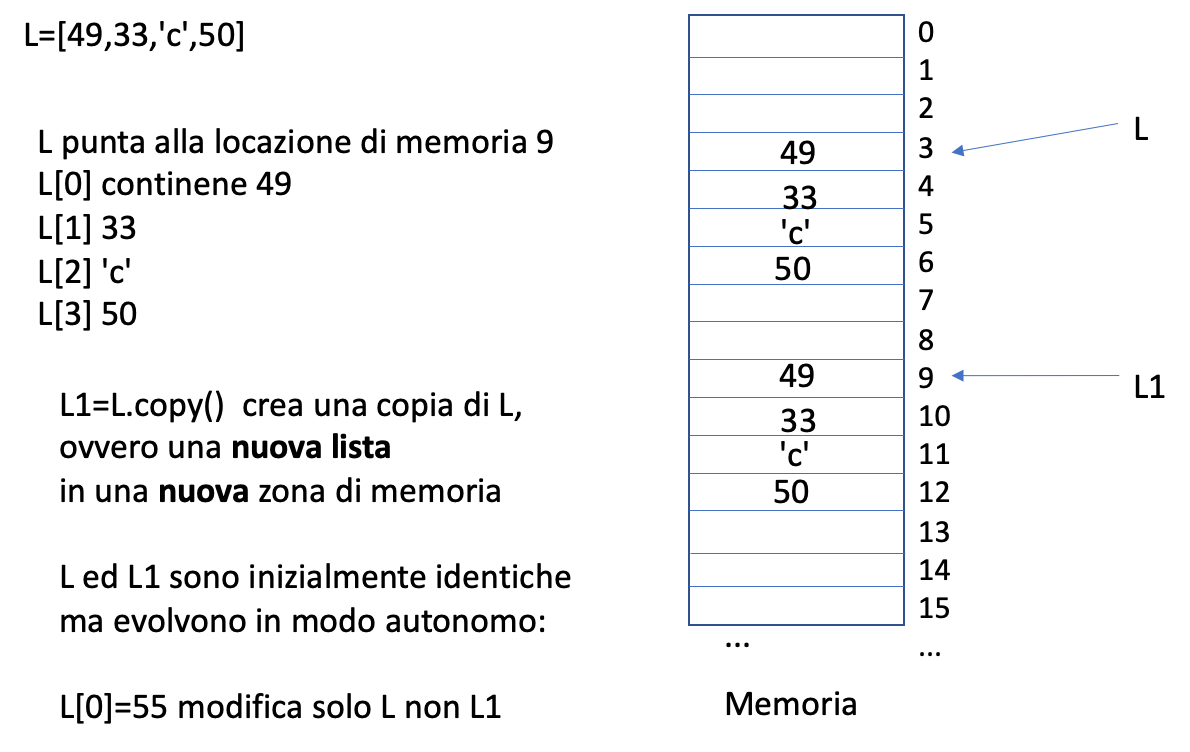 L=[49,33,'c',50]
L punta alla locazione di memoria 9
L[0] continene 49
L[1] 33
L[2] 'c'
L[3] 50
L1=L.copy()  crea una copia di L,
ovvero una nuova lista
in una nuova zona di memoria
L ed L1 sono inizialmente identiche
ma evolvono in modo autonomo:
L[0]=55 modifica solo L non L1
0
1
2
49 3
33 4
'c' 5
50 6
7
8
49 9
33 10
'c' 11
50 12
13
14
15
... ...
Memoria
L
L1